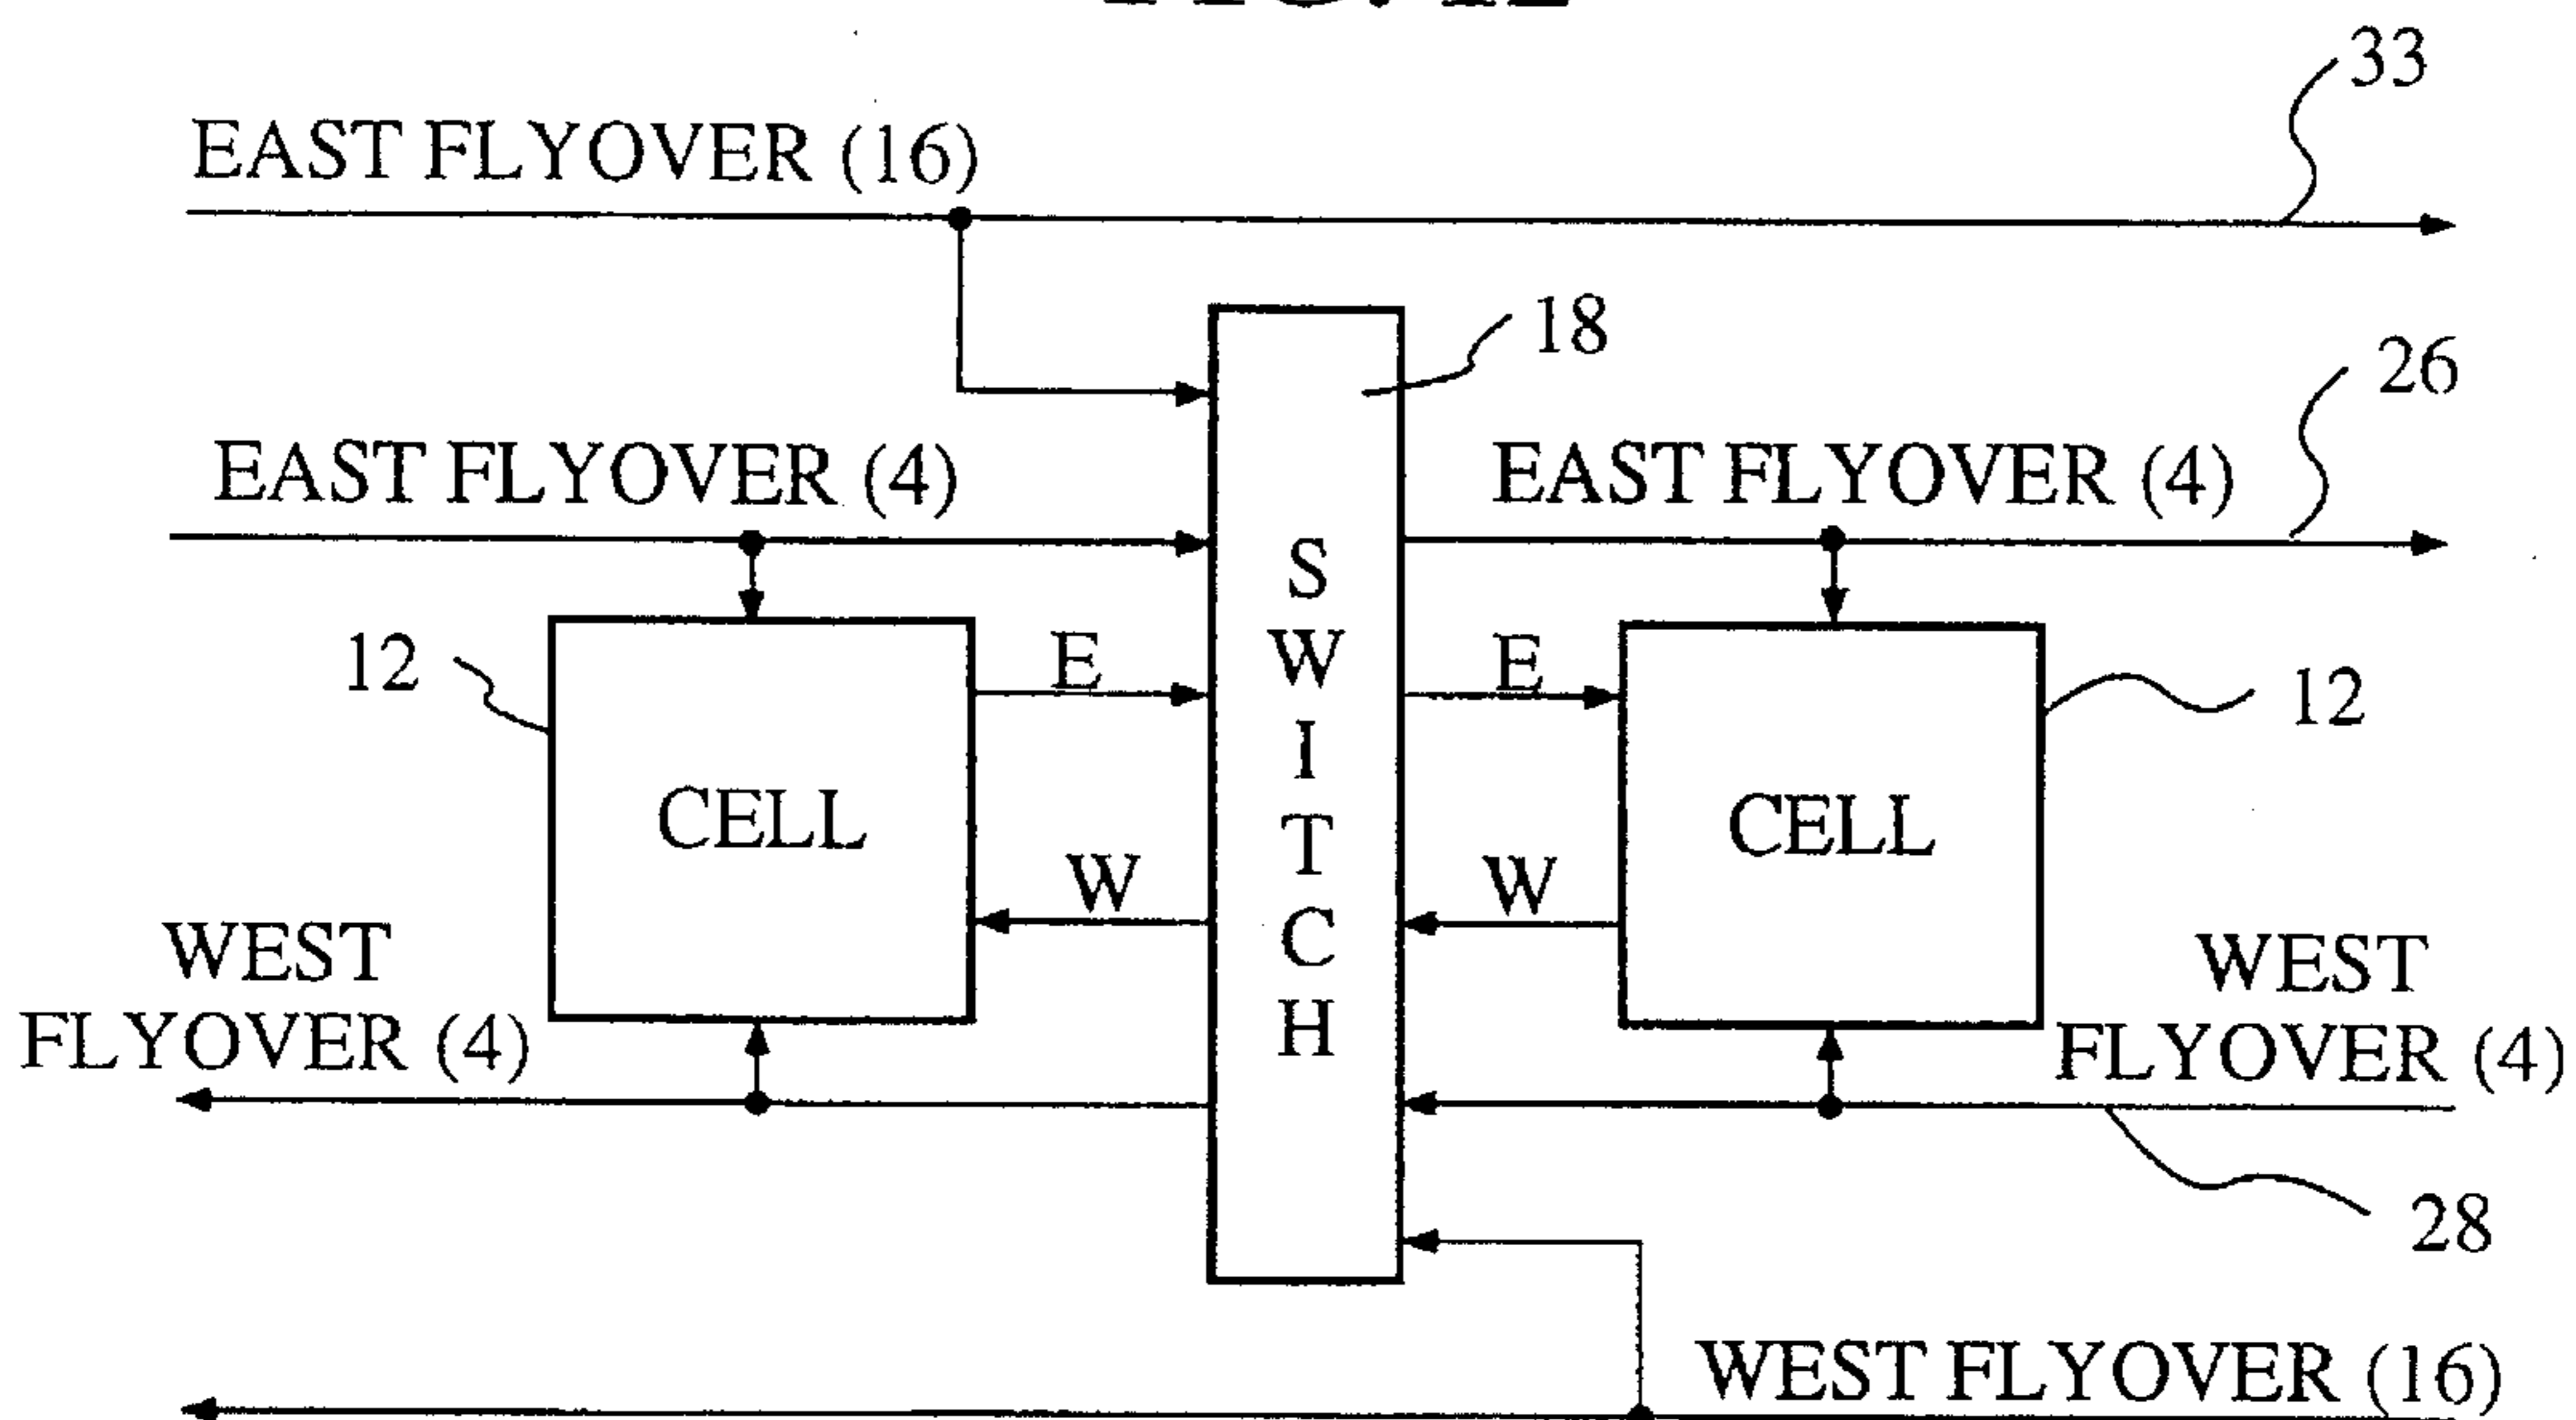 33
EAST FLYOVER (16)
18
26
EAST FLYOVER (4)
EAST FLYOVER (4)
SWITCH
12
E
E
12
CELL
CELL
W
W
WEST
FLYOVER (4)
WEST
FLYOVER (4)
28
WEST FLYOVER (16)